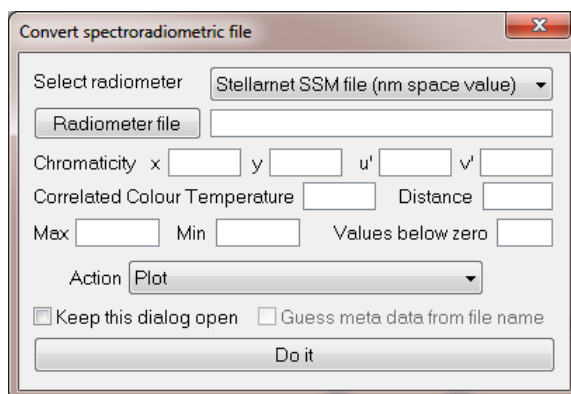 Convert spectroradiometric file
Select radiometer Stellarnet SSM file (nm space value)
Radiometer file
Chromaticity x y u' v'
Correlated Colour Temperature Distance
Max Min Values below zero
Action Plot
Keep this dialog open Guess meta data from file name
Do it